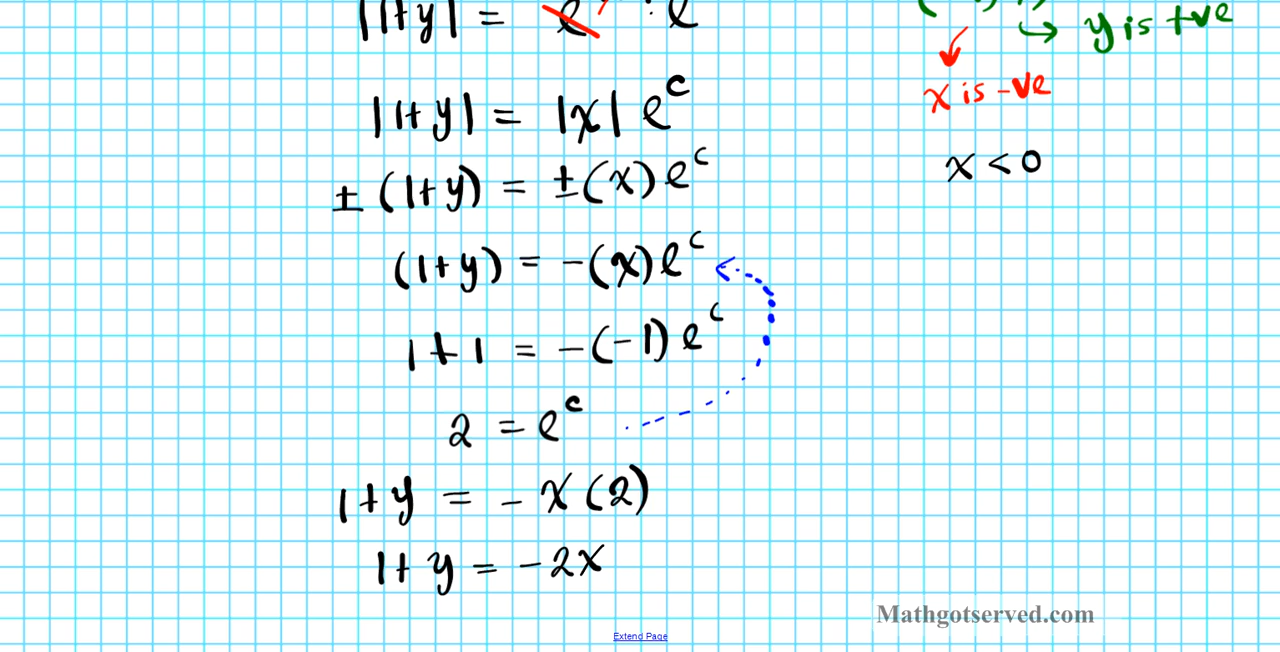 |1+y| =
|1+y| = |x| e^c
± (1+y) = ±(x) e^c
(1+y) = -(x) e^c
1+1 = -(-1) e^c
2 = e^c
1+y = -x(2)
1+y = -2x
y is +ve
x is -ve
x < 0
Mathgotserved.com
Extend Page